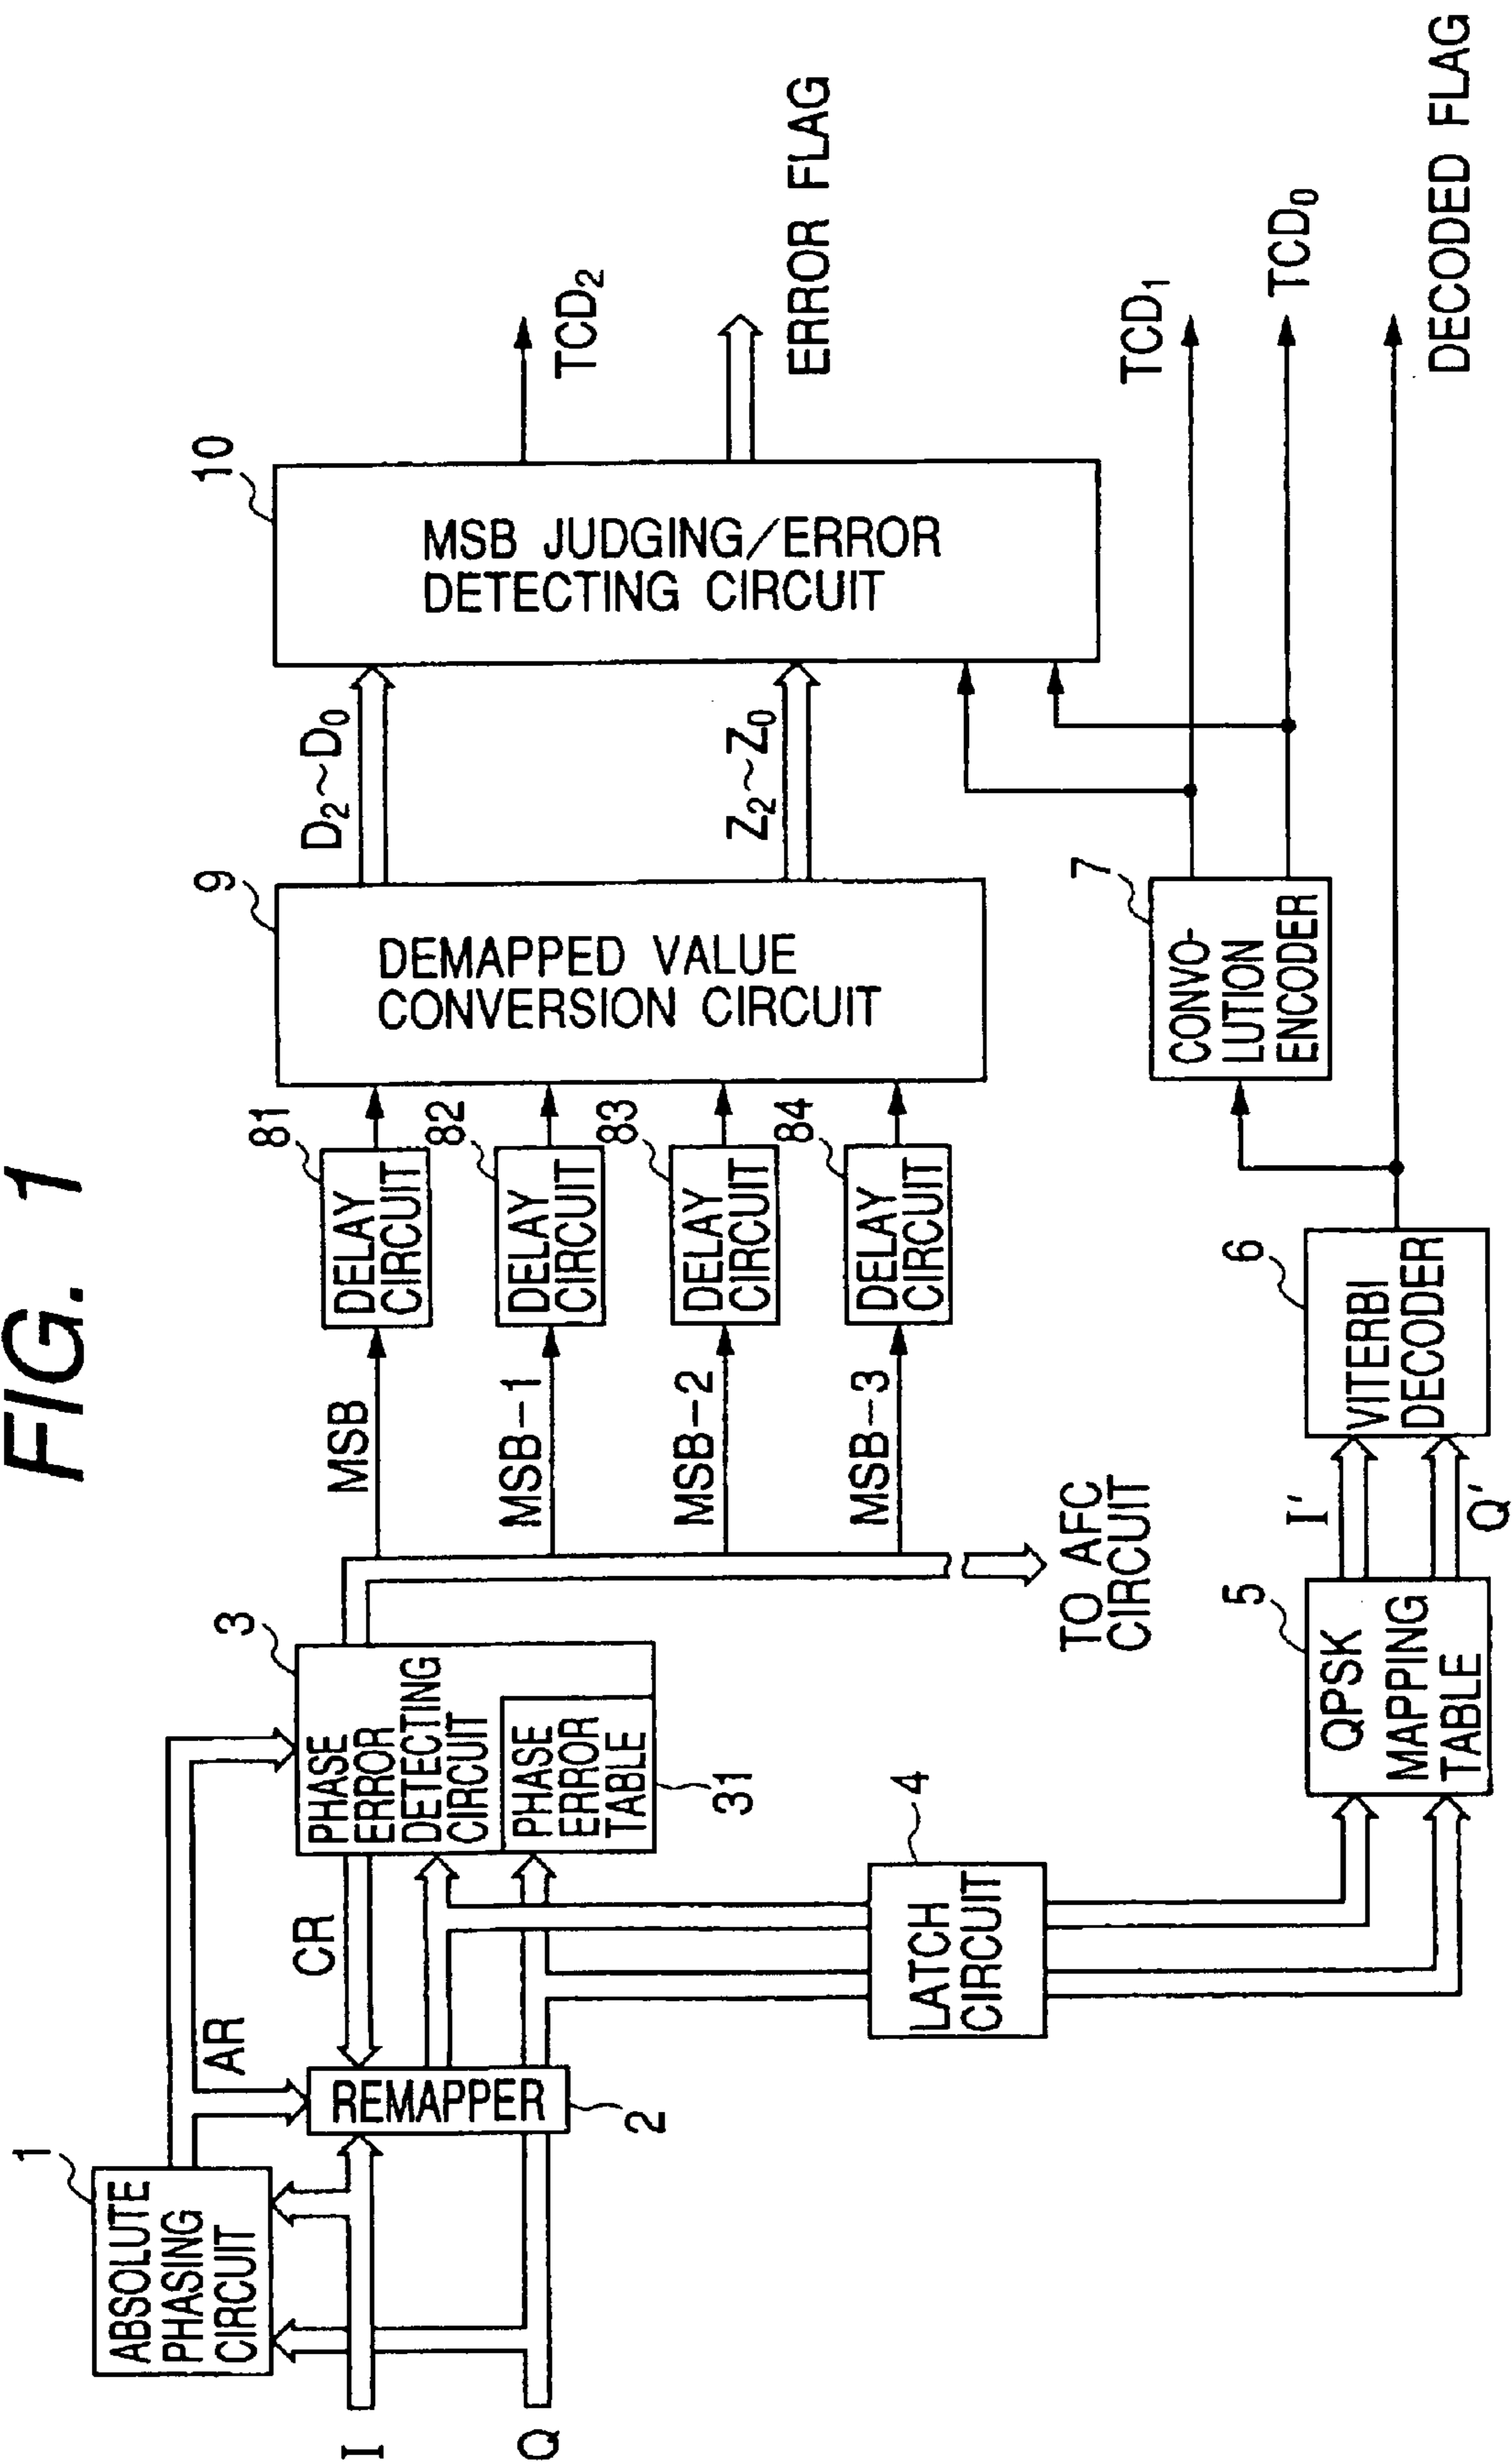 FIG. 1
1
ABSOLUTE
PHASING
CIRCUIT
I
Q
AR
REMAPPER
2
CR
3
PHASE
ERROR
DETECTING
CIRCUIT
PHASE
ERROR
TABLE
31
TO AFC
CIRCUIT
MSB
MSB-1
MSB-2
MSB-3
81
DELAY
CIRCUIT
82
DELAY
CIRCUIT
83
DELAY
CIRCUIT
84
DELAY
CIRCUIT
9
DEMAPPED VALUE
CONVERSION CIRCUIT
D₂~D₀
Z₂~Z₀
10
MSB JUDGING/ERROR
DETECTING CIRCUIT
TCD₂
ERROR FLAG
4
LATCH
CIRCUIT
5
QPSK
MAPPING
TABLE
I'
Q'
6
VITERBI
DECODER
7
CONVO-
LUTION
ENCODER
TCD₁
TCD₀
DECODED FLAG